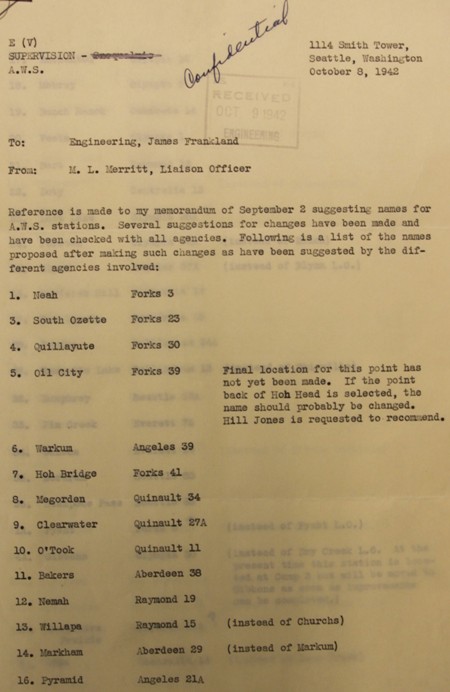 Confidential
E (V)
SUPERVISION - Snoqualmie
A.W.S.
1114 Smith Tower,
Seattle, Washington
October 8, 1942
RECEIVED
OCT 9 1942
ENGINEERING
To: Engineering, James Frankland
From: M. L. Merritt, Liaison Officer
Reference is made to my memorandum of September 2 suggesting names for
A.W.S. stations. Several suggestions for changes have been made and
have been checked with all agencies. Following is a list of the names
proposed after making such changes as have been suggested by the dif-
ferent agencies involved:
1. Neah Forks 3
3. South Ozette Forks 23
4. Quillayute Forks 30
5. Oil City Forks 39 Final location for this point has
not yet been made. If the point
back of Hoh Head is selected, the
name should probably be changed.
Hill Jones is requested to recommend.
6. Warkum Angeles 39
7. Hoh Bridge Forks 41
8. Megorden Quinault 34
9. Clearwater Quinault 27A
10. O'Took Quinault 11
11. Bakers Aberdeen 38
12. Nemah Raymond 19
13. Willapa Raymond 15 (instead of Churchs)
14. Markham Aberdeen 29 (instead of Markum)
16. Pyramid Angeles 21A